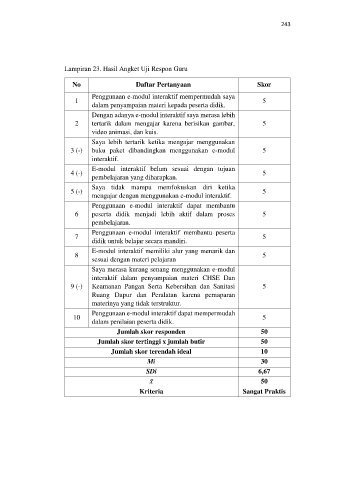 243
Lampiran 23. Hasil Angket Uji Respon Guru
No Daftar Pertanyaan Skor
1 Penggunaan e-modul interaktif mempermudah saya
dalam penyampaian materi kepada peserta didik. 5
2 Dengan adanya e-modul interaktif saya merasa lebih
tertarik dalam mengajar karena berisikan gambar,
video animasi, dan kuis. 5
3 (-) Saya lebih tertarik ketika mengajar menggunakan
buku paket dibandingkan menggunakan e-modul
interaktif. 5
4 (-) E-modul interaktif belum sesuai dengan tujuan
pembelajaran yang diharapkan. 5
5 (-) Saya tidak mampu memfokuskan diri ketika
mengajar dengan menggunakan e-modul interaktif. 5
6 Penggunaan e-modul interaktif dapat membantu
peserta didik menjadi lebih aktif dalam proses
pembelajaran. 5
7 Penggunaan e-modul interaktif membantu peserta
didik untuk belajar secara mandiri. 5
8 E-modul interaktif memiliki alur yang menarik dan
sesuai dengan materi pelajaran 5
9 (-) Saya merasa kurang senang menggunakan e-modul
interaktif dalam penyampaian materi CHSE Dan
Keamanan Pangan Serta Kebersihan dan Sanitasi
Ruang Dapur dan Peralatan karena pemaparan
materinya yang tidak terstruktur. 5
10 Penggunaan e-modul interaktif dapat mempermudah
dalam penilaian peserta didik. 5
Jumlah skor responden 50
Jumlah skor tertinggi x jumlah butir 50
Jumlah skor terendah ideal 10
Mi 30
SDi 6,67
x̄ 50
Kriteria Sangat Praktis